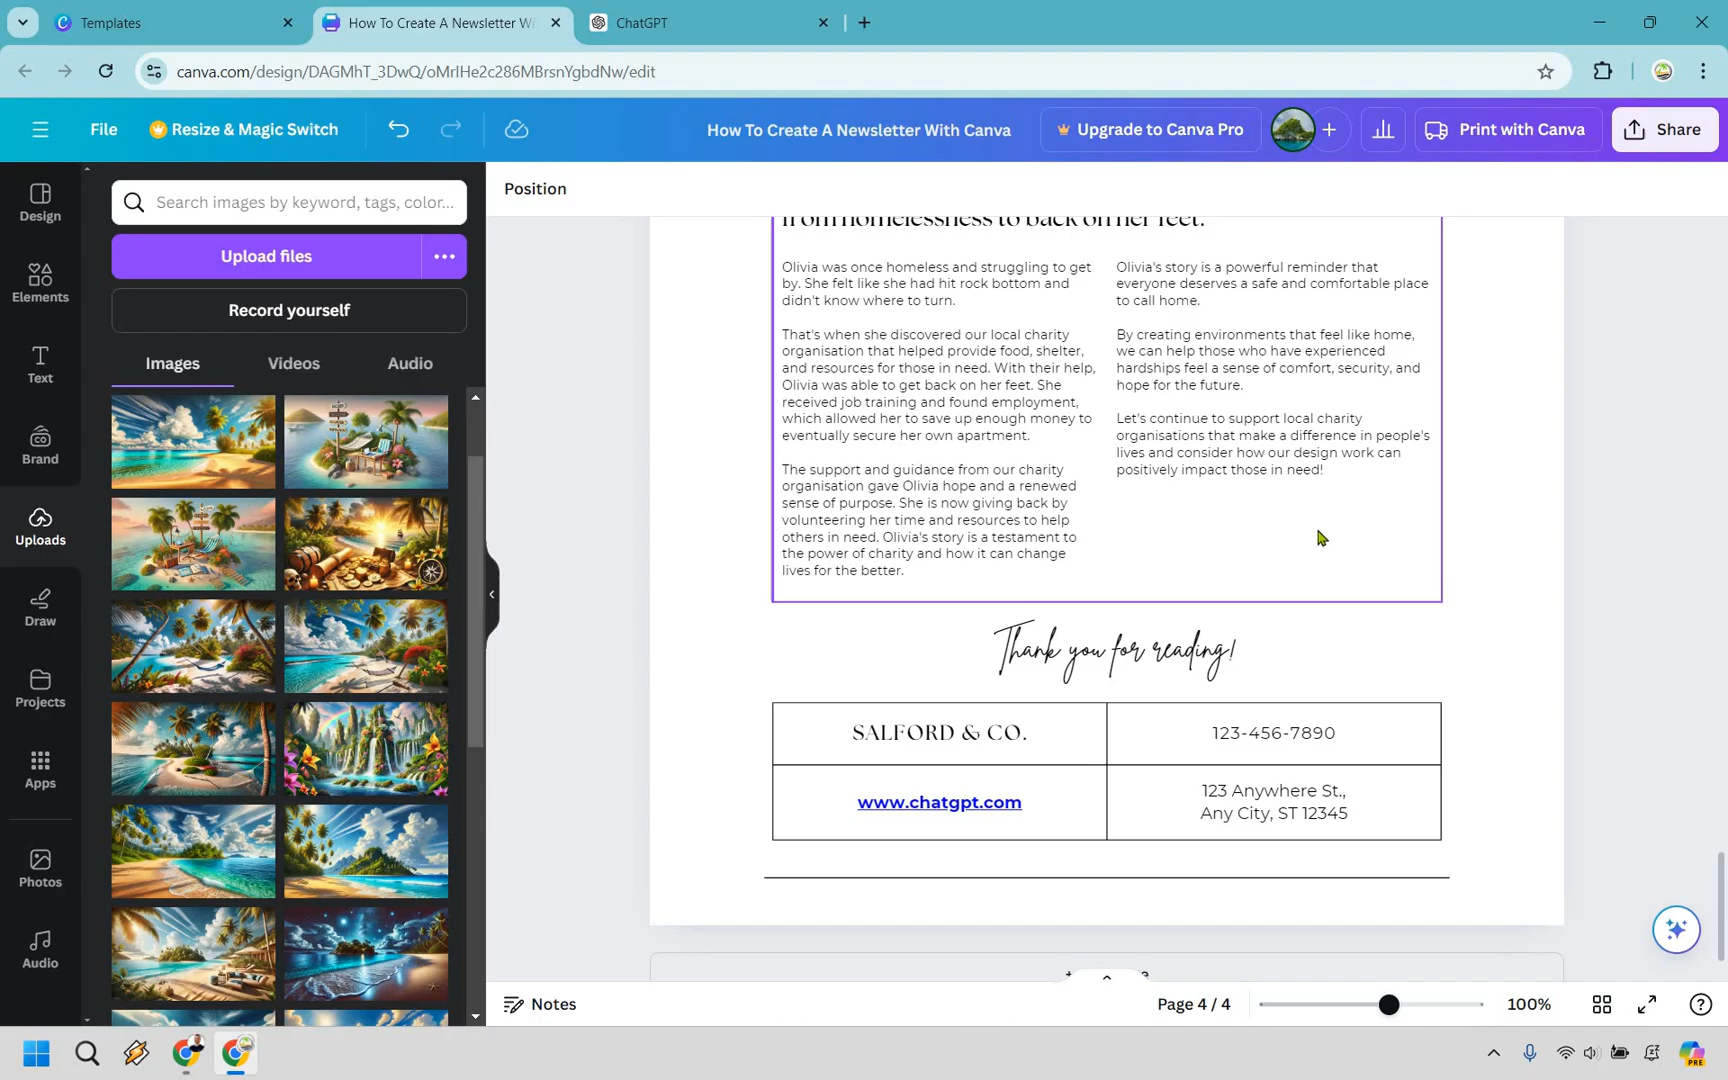 Templates
How To Create A Newsletter Wi
ChatGPT
canva.com/design/DAGMhT_3DwQ/oMrIHe2c286MBrsnYgbdNw/edit
File
Resize & Magic Switch
How To Create A Newsletter With Canva
Upgrade to Canva Pro
Print with Canva
Share
Design
Elements
Text
Brand
Uploads
Draw
Projects
Apps
Photos
Audio
Search images by keyword, tags, color...
Upload files
Record yourself
Images
Videos
Audio
Position
from homelessness to back on her feet.
Olivia was once homeless and struggling to get
by. She felt like she had hit rock bottom and
didn't know where to turn.
That's when she discovered our local charity
organisation that helped provide food, shelter,
and resources for those in need. With their help,
Olivia was able to get back on her feet. She
received job training and found employment,
which allowed her to save up enough money to
eventually secure her own apartment.
The support and guidance from our charity
organisation gave Olivia hope and a renewed
sense of purpose. She is now giving back by
volunteering her time and resources to help
others in need. Olivia's story is a testament to
the power of charity and how it can change
lives for the better.
Olivia's story is a powerful reminder that
everyone deserves a safe and comfortable place
to call home.
By creating environments that feel like home,
we can help those who have experienced
hardships feel a sense of comfort, security, and
hope for the future.
Let's continue to support local charity
organisations that make a difference in people's
lives and consider how our design work can
positively impact those in need!
Thank you for reading!
SALFORD & CO.
123-456-7890
www.chatgpt.com
123 Anywhere St.,
Any City, ST 12345
Notes
Page 4 / 4
100%
PRE